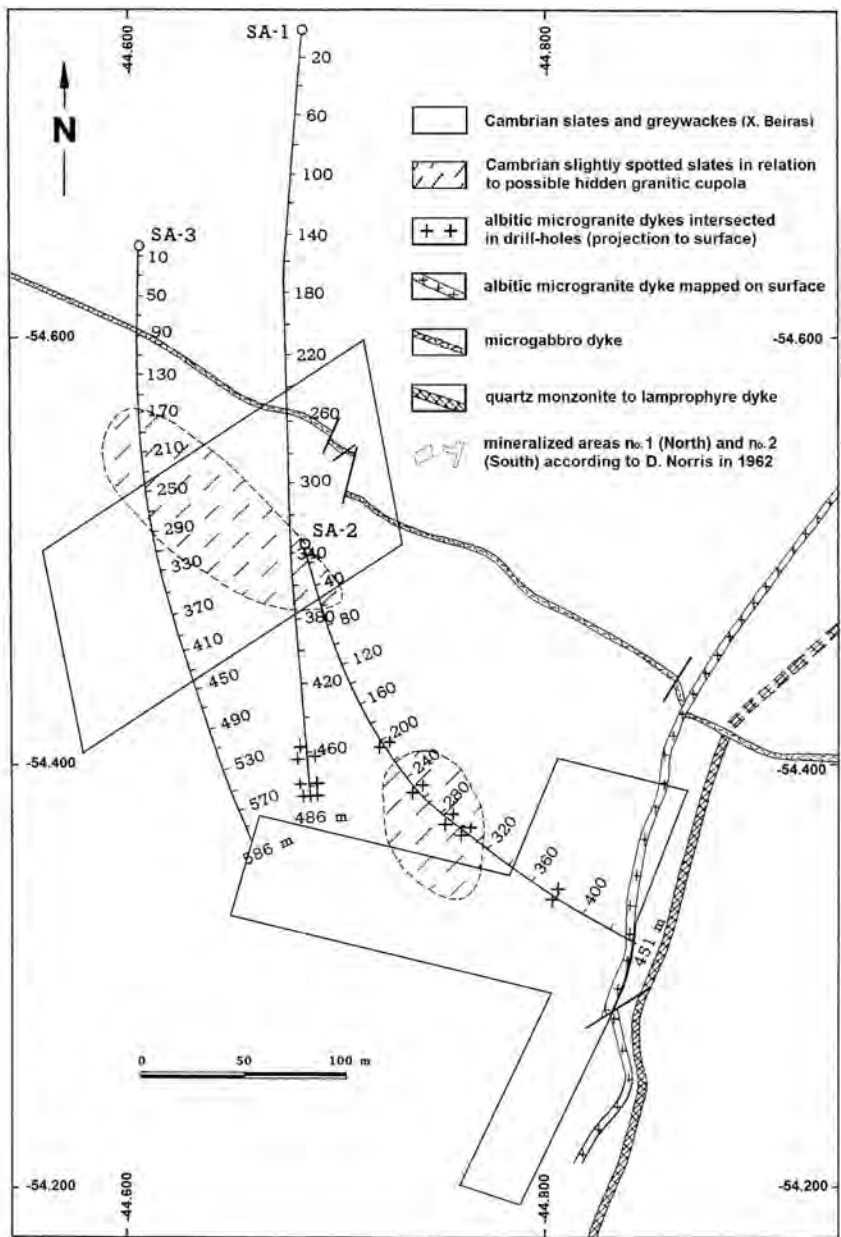 -44.600
-44.800
SA-1
20
60
100
140
180
220
260
300
340
380
420
460
486 m
N
SA-3
10
50
90
130
170
210
250
290
330
370
410
450
490
530
570
586 m
SA-2
40
80
120
160
200
240
280
320
360
400
451 m
Cambrian slates and greywackes (X. Beiras)
Cambrian slightly spotted slates in relation
to possible hidden granitic cupola
albitic microgranite dykes intersected
in drill-holes (projection to surface)
albitic microgranite dyke mapped on surface
microgabbro dyke
quartz monzonite to lamprophyre dyke
mineralized areas no.1 (North) and no.2
(South) according to D. Norris in 1962
-54.600
-54.600
-54.400
-54.400
0 50 100 m
-54.200
-54.200
-44.600
-44.800